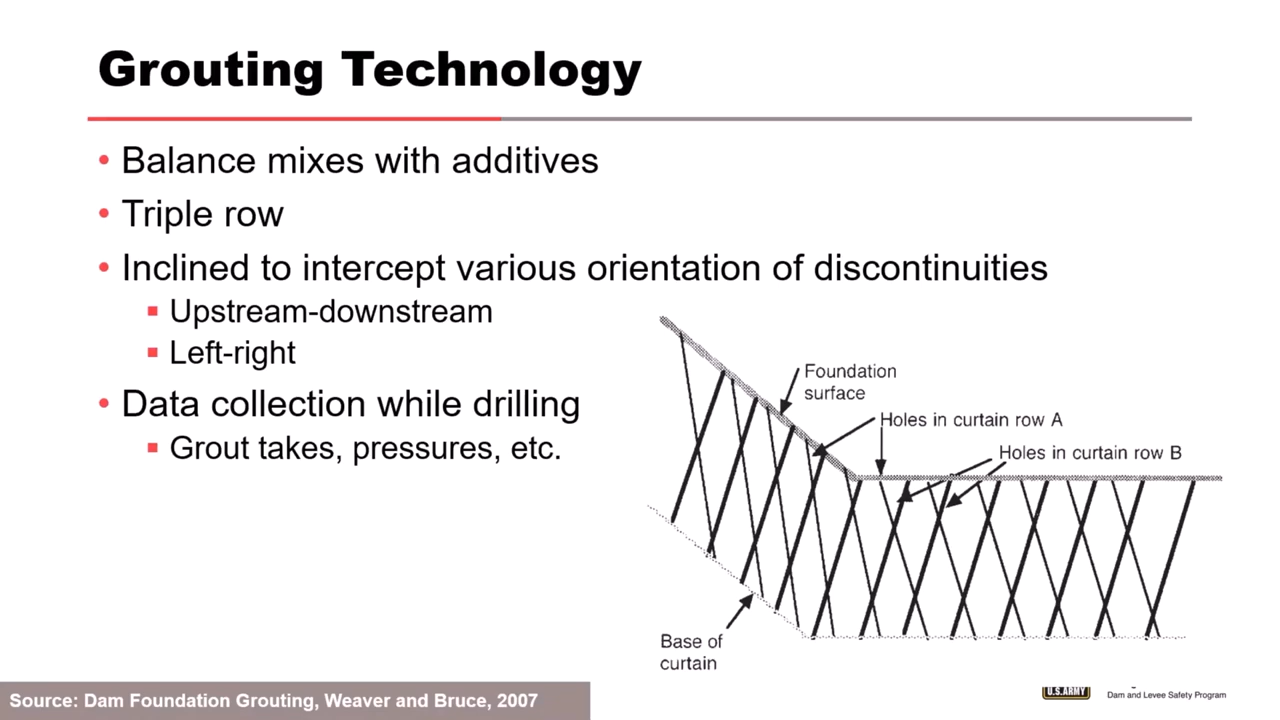 Grouting Technology
• Balance mixes with additives
• Triple row
• Inclined to intercept various orientation of discontinuities
▪ Upstream-downstream
▪ Left-right
• Data collection while drilling
▪ Grout takes, pressures, etc.
Foundation
surface
Holes in curtain row A
Holes in curtain row B
Base of
curtain
Source: Dam Foundation Grouting, Weaver and Bruce, 2007
U.S.ARMY
Dam and Levee Safety Program